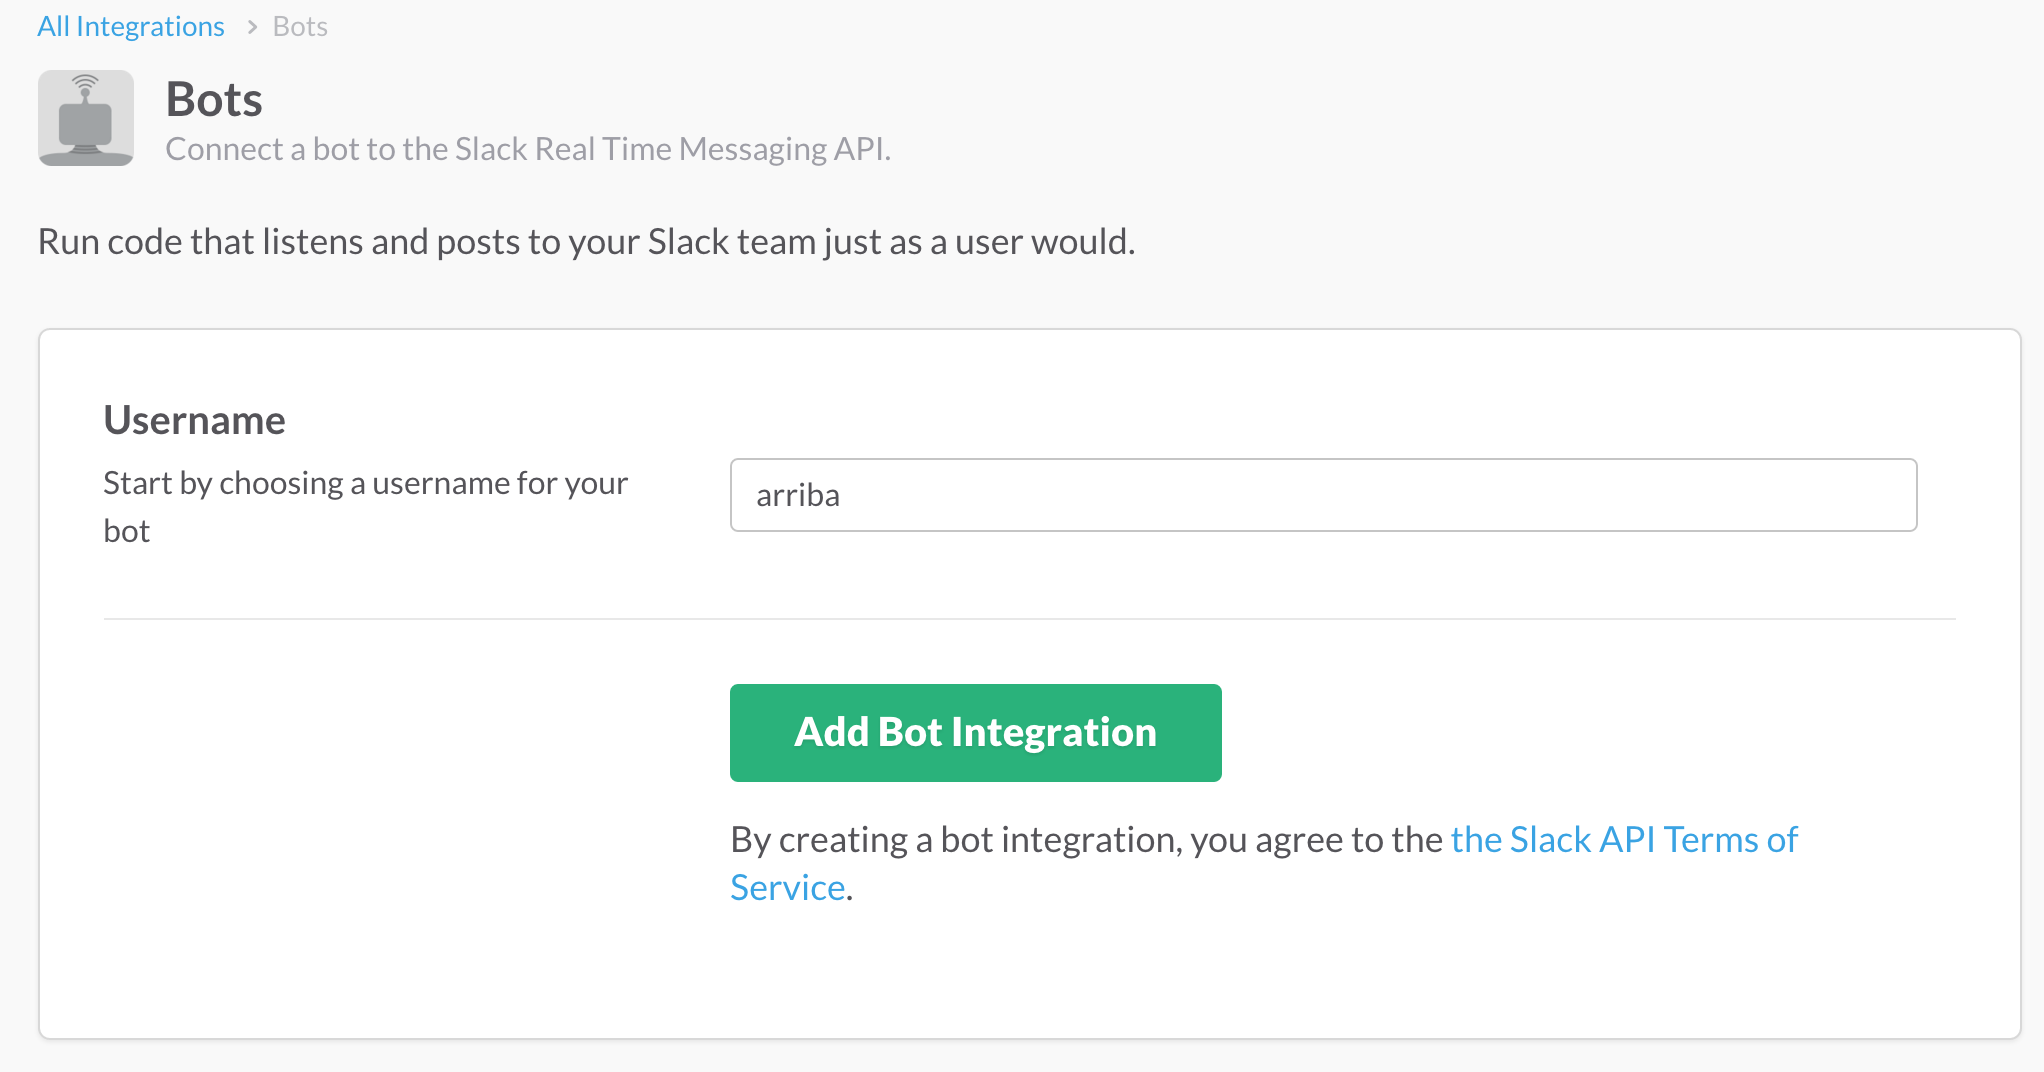 All Integrations > Bots
Bots
Connect a bot to the Slack Real Time Messaging API.
Run code that listens and posts to your Slack team just as a user would.
Username
Start by choosing a username for your
bot
arriba
Add Bot Integration
By creating a bot integration, you agree to the the Slack API Terms of
Service.